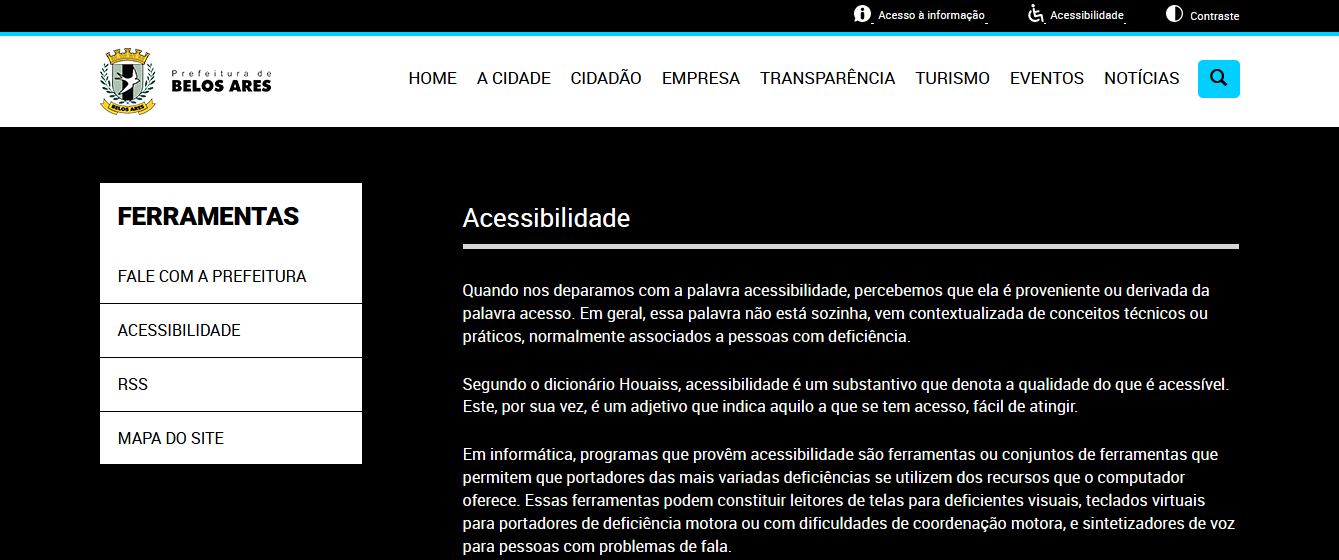 Acesso à informação
Acessibilidade
Contraste
Prefeitura de
BELOS ARES
BELOS ARES
HOME
A CIDADE
CIDADÃO
EMPRESA
TRANSPARÊNCIA
TURISMO
EVENTOS
NOTÍCIAS
FERRAMENTAS
FALE COM A PREFEITURA
ACESSIBILIDADE
RSS
MAPA DO SITE
Acessibilidade
Quando nos deparamos com a palavra acessibilidade, percebemos que ela é proveniente ou derivada da
palavra acesso. Em geral, essa palavra não está sozinha, vem contextualizada de conceitos técnicos ou
práticos, normalmente associados a pessoas com deficiência.
Segundo o dicionário Houaiss, acessibilidade é um substantivo que denota a qualidade do que é acessível.
Este, por sua vez, é um adjetivo que indica aquilo a que se tem acesso, fácil de atingir.
Em informática, programas que provêm acessibilidade são ferramentas ou conjuntos de ferramentas que
permitem que portadores das mais variadas deficiências se utilizem dos recursos que o computador
oferece. Essas ferramentas podem constituir leitores de telas para deficientes visuais, teclados virtuais
para portadores de deficiência motora ou com dificuldades de coordenação motora, e sintetizadores de voz
para pessoas com problemas de fala.